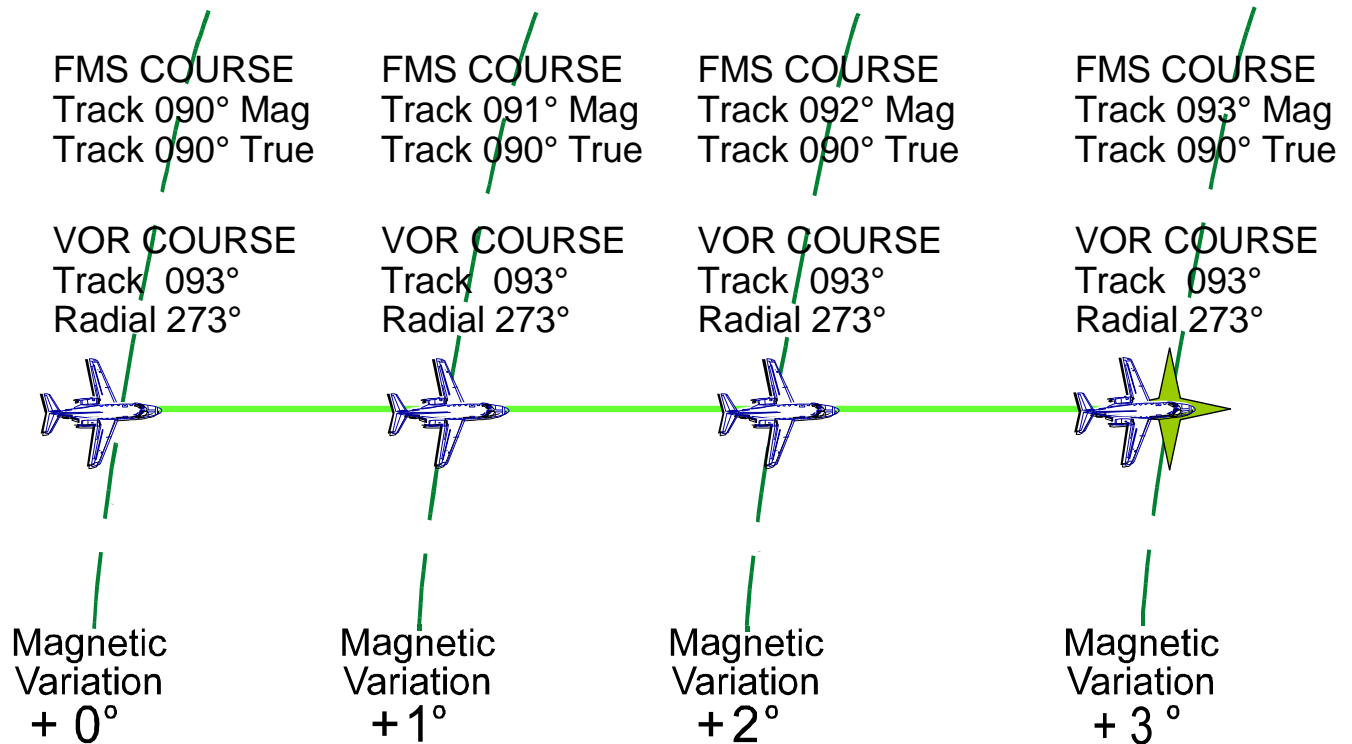 FMS COURSE
Track 090° Mag
Track 090° True
VOR COURSE
Track 093°
Radial 273°
Magnetic
Variation
+ 0°
FMS COURSE
Track 091° Mag
Track 090° True
VOR COURSE
Track 093°
Radial 273°
Magnetic
Variation
+1°
FMS COURSE
Track 092° Mag
Track 090° True
VOR COURSE
Track 093°
Radial 273°
Magnetic
Variation
+2°
FMS COURSE
Track 093° Mag
Track 090° True
VOR COURSE
Track 093°
Radial 273°
Magnetic
Variation
+ 3 °